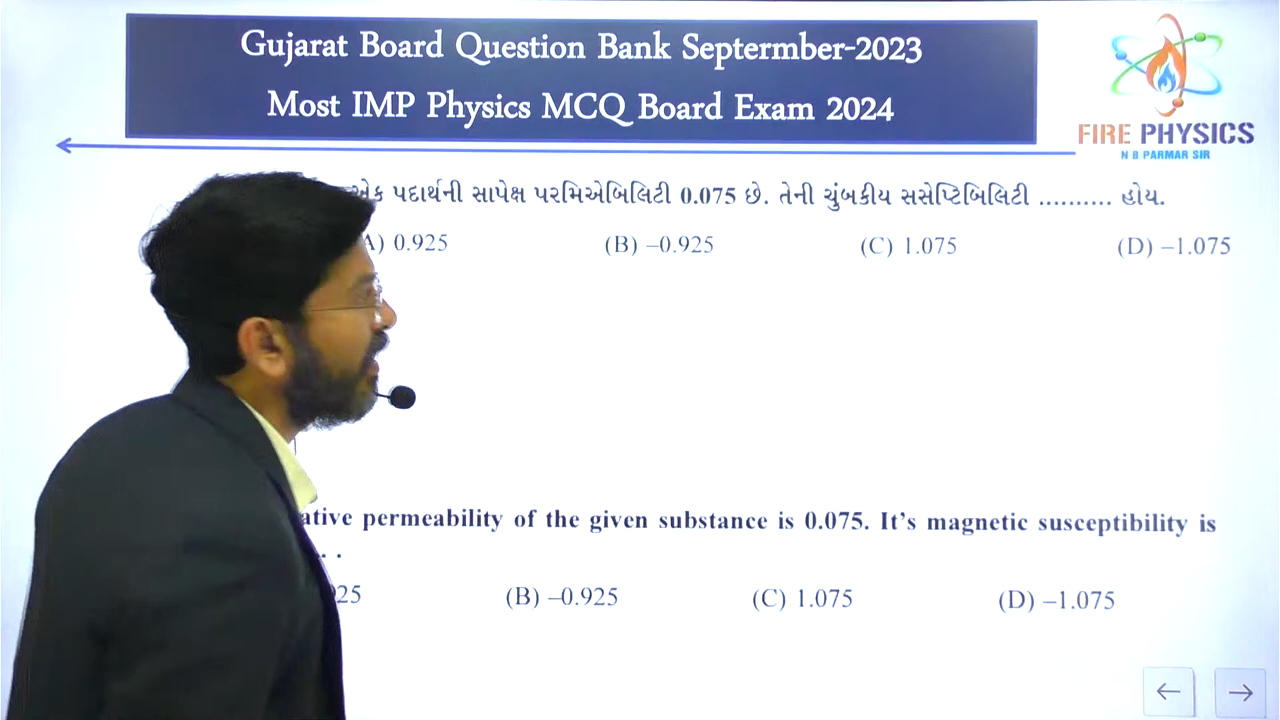 Gujarat Board Question Bank Septermber-2023
Most IMP Physics MCQ Board Exam 2024
FIRE PHYSICS
N B PARMAR SIR
એક પદાર્થની સાપેક્ષ પરમિએબિલિટી 0.075 છે. તેની ચુંબકીય સસેપ્ટિબિલિટી .......... હોય.
A) 0.925 (B) –0.925 (C) 1.075 (D) –1.075
ative permeability of the given substance is 0.075. It's magnetic susceptibility is
. .
25 (B) –0.925 (C) 1.075 (D) –1.075